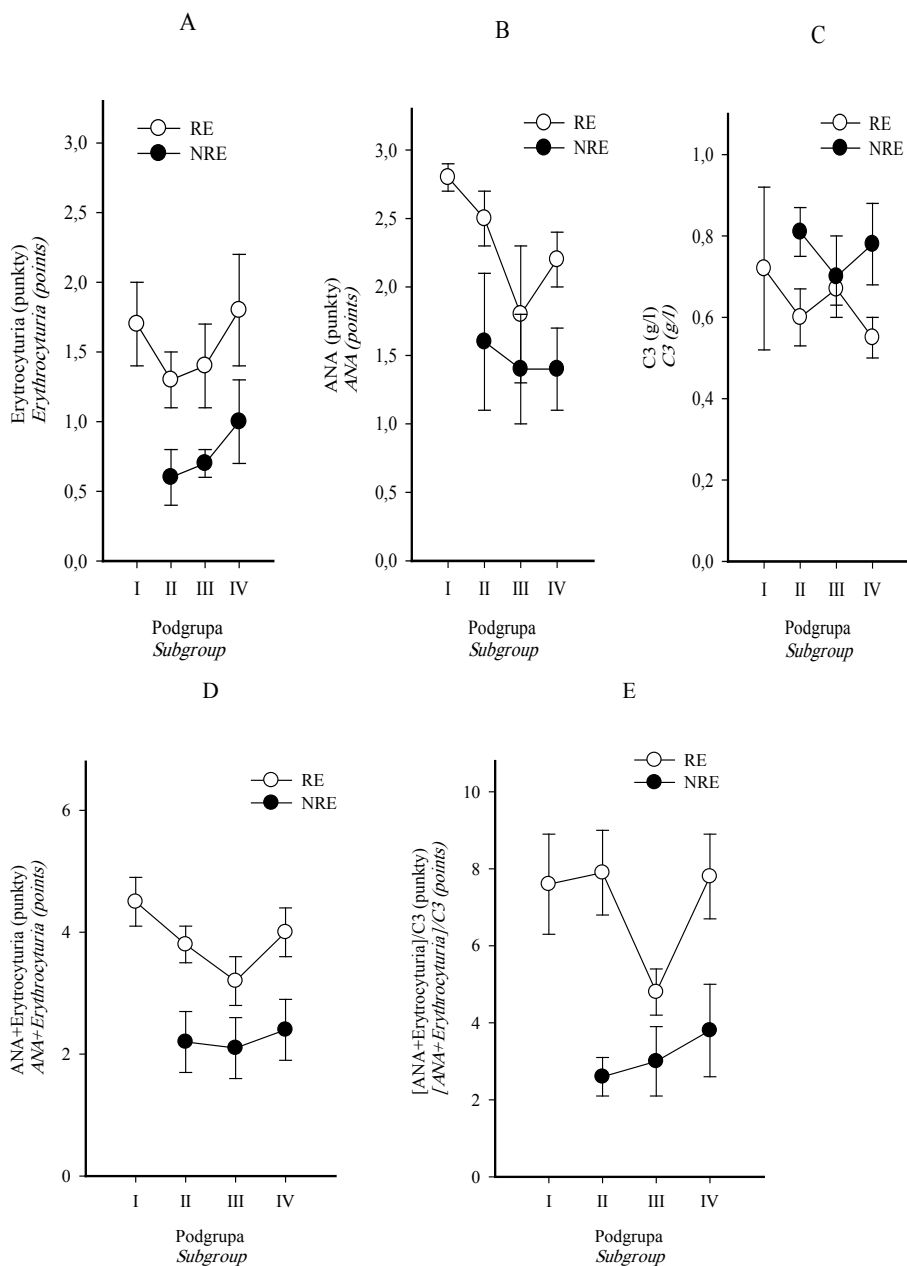 A
RE
NRE
3,0
2,5
2,0
1,5
1,0
0,5
0,0
Erytrocyturia (punkty)
Erythrocyturia (points)
I II III IV
Podgrupa
Subgroup
B
RE
NRE
3,0
2,5
2,0
1,5
1,0
0,5
0,0
ANA (punkty)
ANA (points)
I II III IV
Podgrupa
Subgroup
C
RE
NRE
1,0
0,8
0,6
0,4
0,2
0,0
C3 (g/l)
C3 (g/l)
I II III IV
Podgrupa
Subgroup
D
RE
NRE
6
4
2
0
ANA+Erytrocyturia (punkty)
ANA+Erythrocyturia (points)
I II III IV
Podgrupa
Subgroup
E
RE
NRE
10
8
6
4
2
0
[ANA+Erytrocyturia]/C3 (punkty)
[ANA+Erythrocyturia]/C3 (points)
I II III IV
Podgrupa
Subgroup